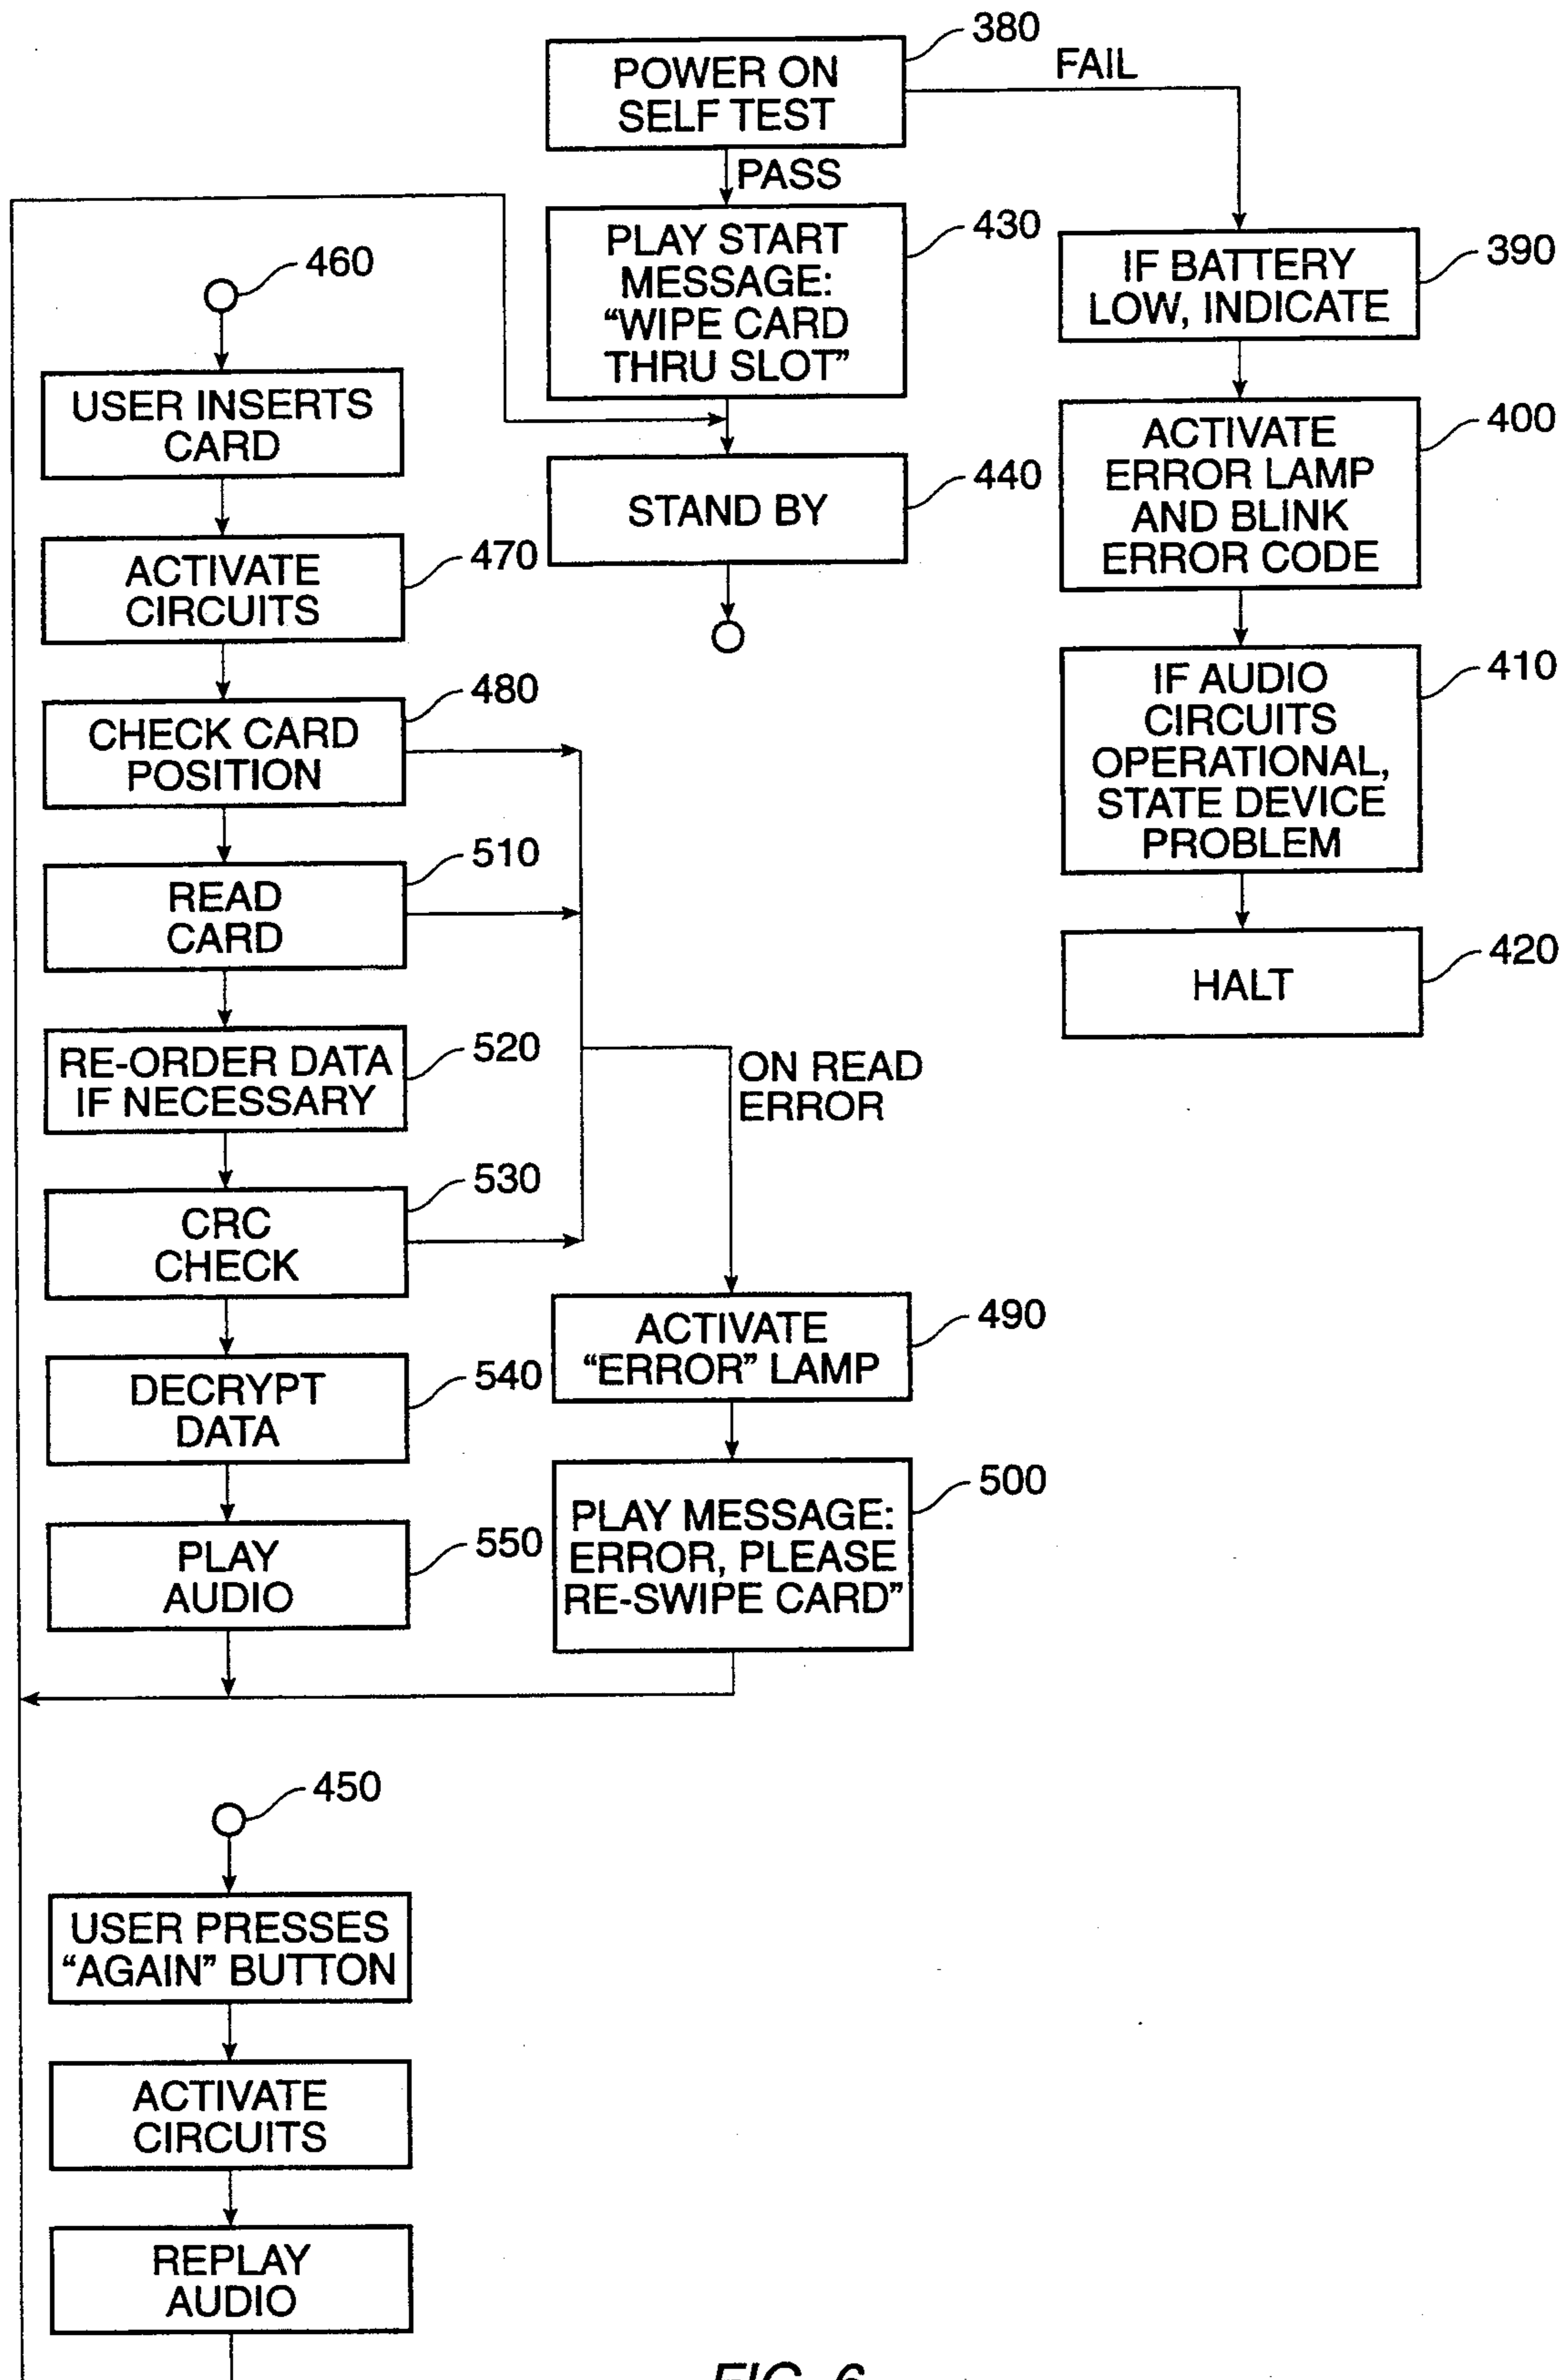 380
POWER ON
SELF TEST
FAIL
PASS
430
PLAY START
MESSAGE:
“WIPE CARD
THRU SLOT”
390
IF BATTERY
LOW, INDICATE
460
USER INSERTS
CARD
440
STAND BY
400
ACTIVATE
ERROR LAMP
AND BLINK
ERROR CODE
470
ACTIVATE
CIRCUITS
410
IF AUDIO
CIRCUITS
OPERATIONAL,
STATE DEVICE
PROBLEM
480
CHECK CARD
POSITION
510
READ
CARD
420
HALT
520
RE-ORDER DATA
IF NECESSARY
ON READ
ERROR
530
CRC
CHECK
490
ACTIVATE
“ERROR” LAMP
540
DECRYPT
DATA
500
PLAY MESSAGE:
ERROR, PLEASE
RE-SWIPE CARD”
550
PLAY
AUDIO
450
USER PRESSES
“AGAIN” BUTTON
ACTIVATE
CIRCUITS
REPLAY
AUDIO
FIG. 6